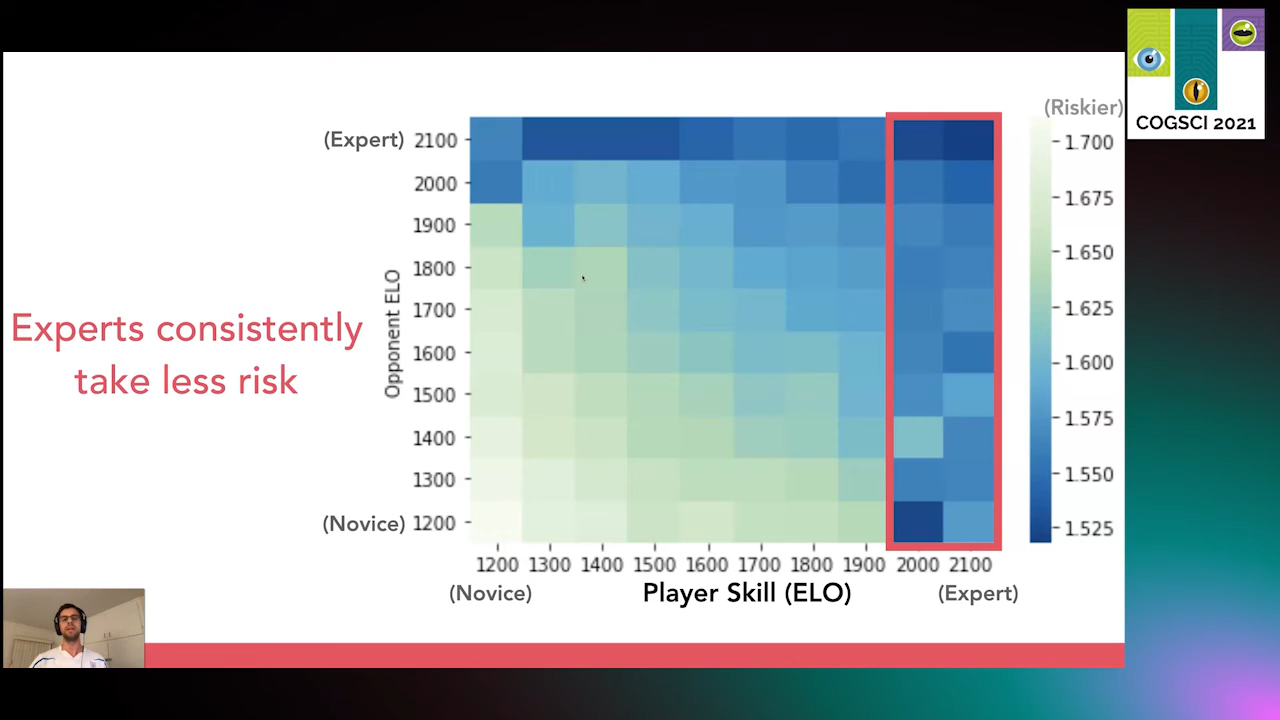 COGSCI 2021
Experts consistently
take less risk
(Expert)
(Novice)
Opponent ELO
2100
2000
1900
1800
1700
1600
1500
1400
1300
1200
1200 1300 1400 1500 1600 1700 1800 1900 2000 2100
(Novice) Player Skill (ELO) (Expert)
(Riskier)
1.700
1.675
1.650
1.625
1.600
1.575
1.550
1.525